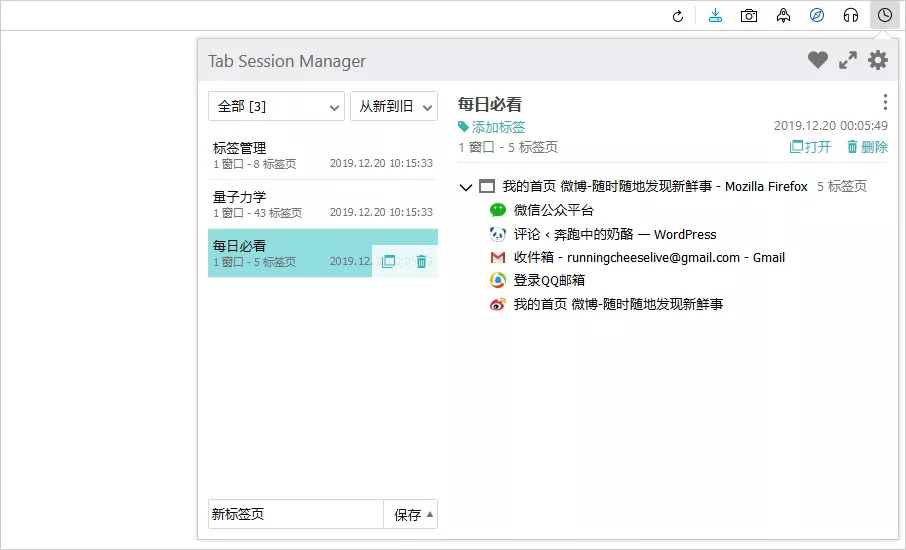 Tab Session Manager
全部 [3]
从新到旧
标签管理
1 窗口 - 8 标签页
2019.12.20 10:15:33
量子力学
1 窗口 - 43 标签页
2019.12.20 10:15:33
每日必看
1 窗口 - 5 标签页
2019.12.
新标签页
保存
每日必看
添加标签
2019.12.20 00:05:49
1 窗口 - 5 标签页
打开
删除
我的首页 微博-随时随地发现新鲜事 - Mozilla Firefox 5 标签页
微信公众平台
评论 ‹ 奔跑中的奶酪 — WordPress
收件箱 - runningcheeselive@gmail.com - Gmail
登录QQ邮箱
我的首页 微博-随时随地发现新鲜事